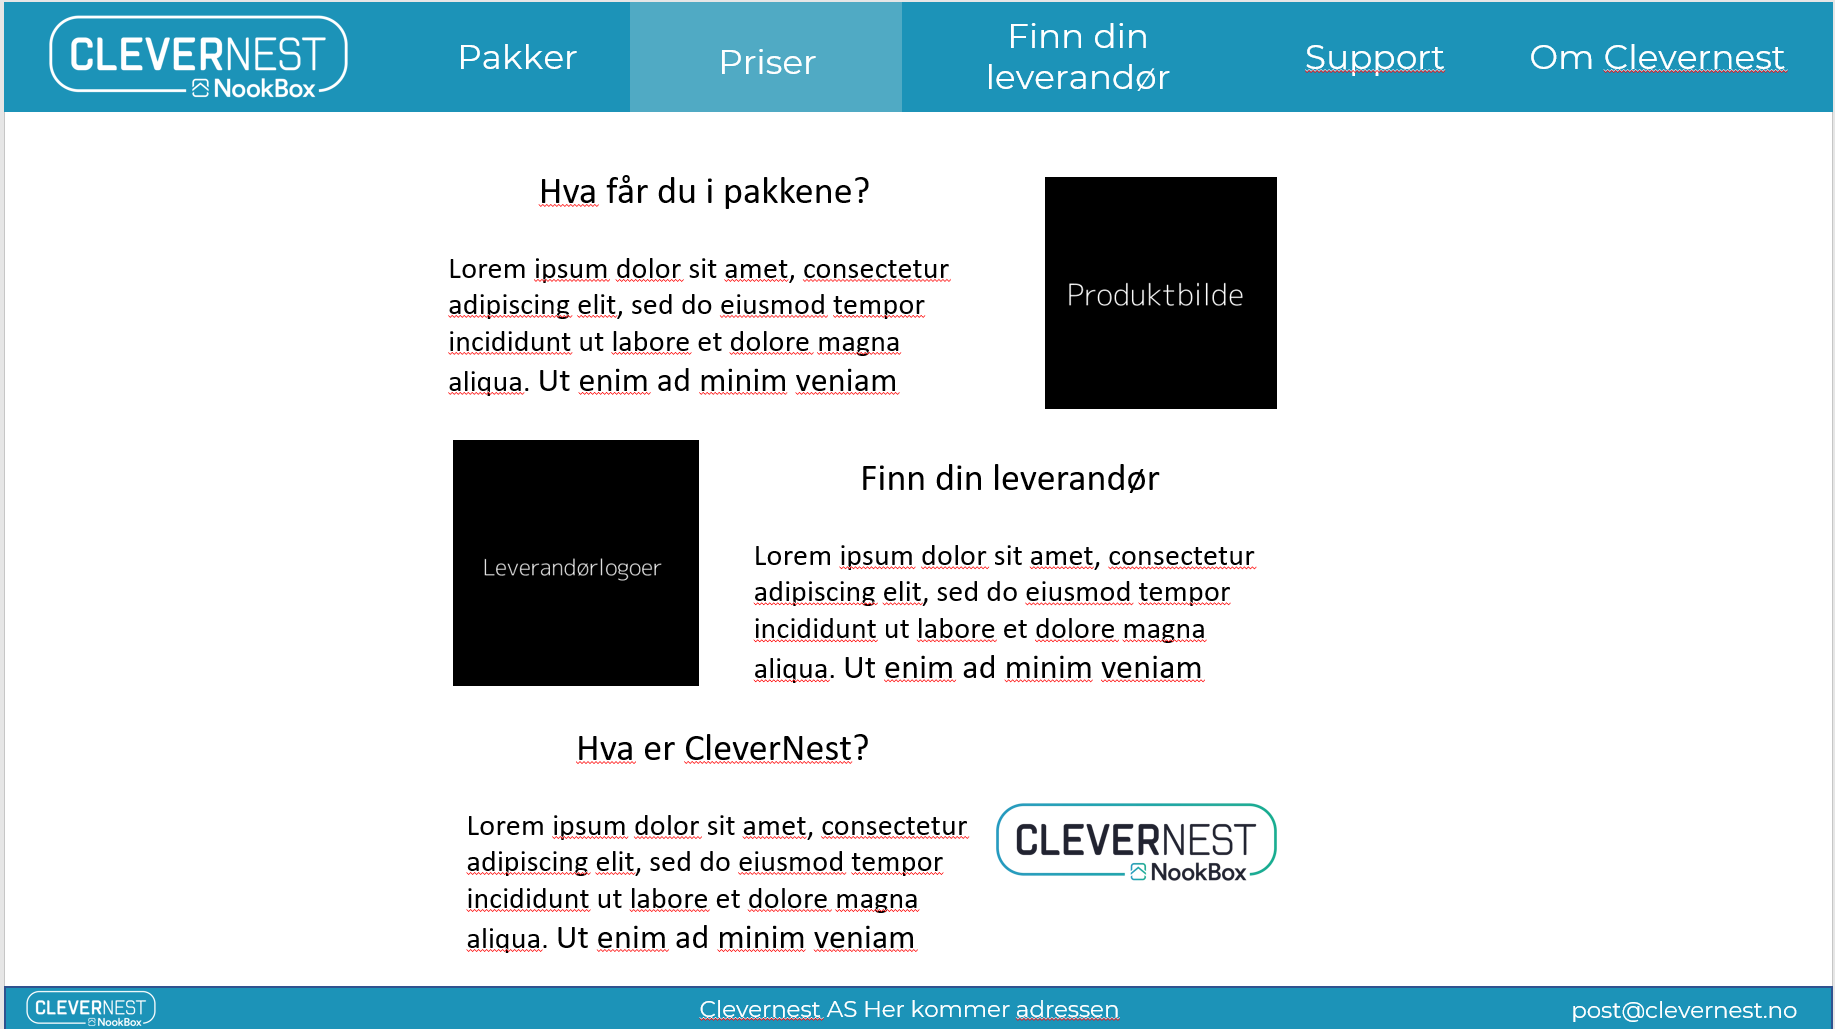 CLEVERNEST
NookBox
Pakker
Priser
Finn din
leverandør
Support
Om Clevernest
Hva får du i pakkene?
Lorem ipsum dolor sit amet, consectetur
adipiscing elit, sed do eiusmod tempor
incididunt ut labore et dolore magna
aliqua. Ut enim ad minim veniam
Produktbilde
Leverandørlogoer
Finn din leverandør
Lorem ipsum dolor sit amet, consectetur
adipiscing elit, sed do eiusmod tempor
incididunt ut labore et dolore magna
aliqua. Ut enim ad minim veniam
Hva er CleverNest?
Lorem ipsum dolor sit amet, consectetur
adipiscing elit, sed do eiusmod tempor
incididunt ut labore et dolore magna
aliqua. Ut enim ad minim veniam
CLEVERNEST
NookBox
CLEVERNEST
NookBox
Clevernest AS Her kommer adressen
post@clevernest.no